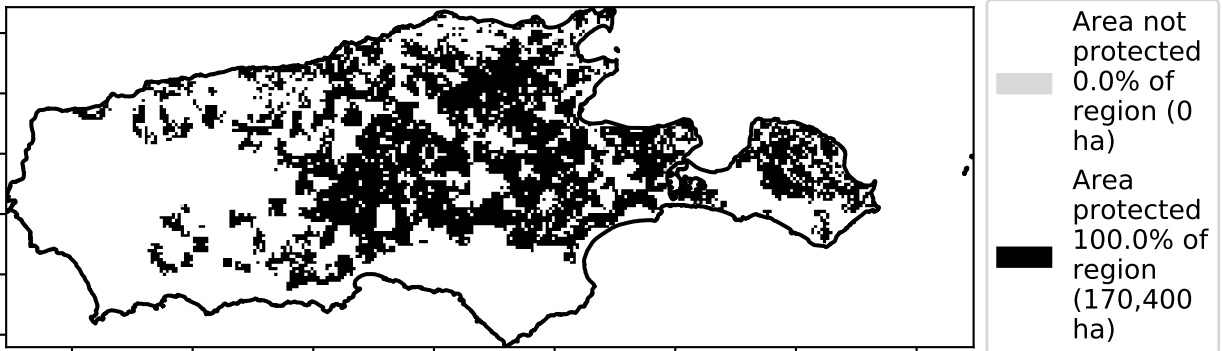 Area not
protected
0.0% of
region (0
ha)
Area
protected
100.0% of
region
(170,400
ha)